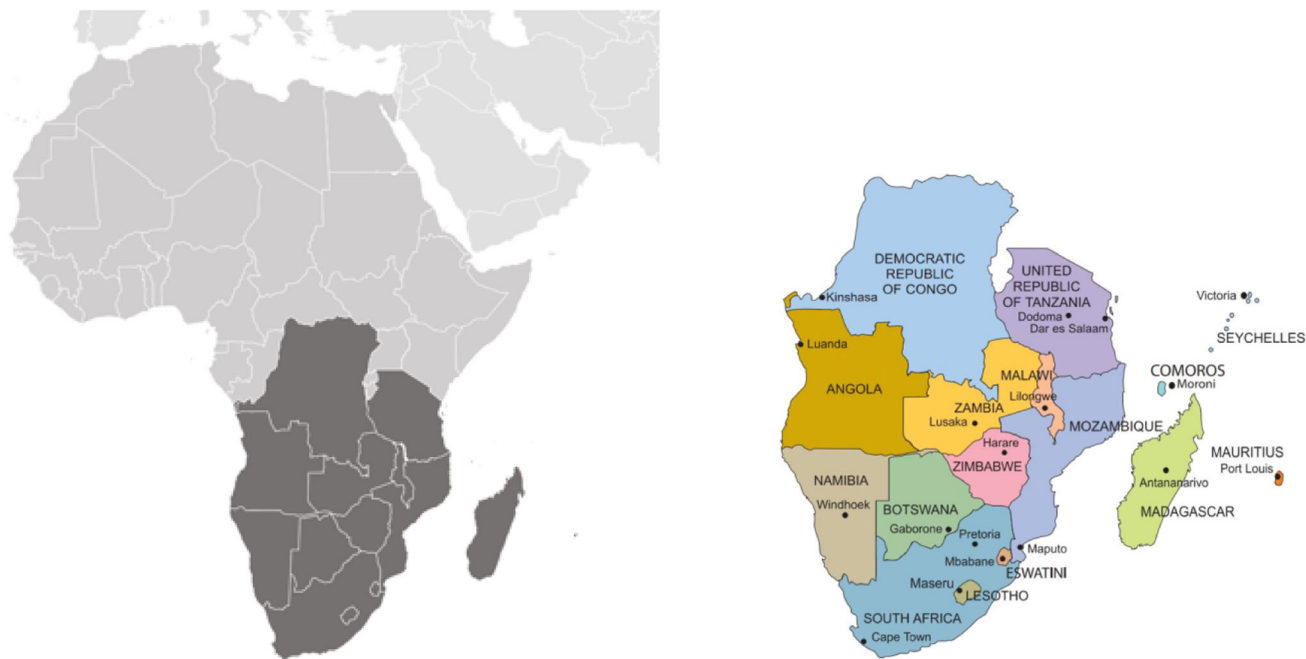 DEMOCRATIC
REPUBLIC
OF CONGO
Kinshasa
UNITED
REPUBLIC
OF TANZANIA
Dodoma
Dar es Salaam
Victoria
SEYCHELLES
Luanda
ANGOLA
MALAWI
Lilongwe
ZAMBIA
Lusaka
COMOROS
Moroni
MOZAMBIQUE
Harare
ZIMBABWE
MAURITIUS
Port Louis
Antananarivo
MADAGASCAR
NAMIBIA
Windhoek
BOTSWANA
Gaborone
Pretoria
Maputo
Mbabane
ESWATINI
Maseru
LESOTHO
SOUTH AFRICA
Cape Town